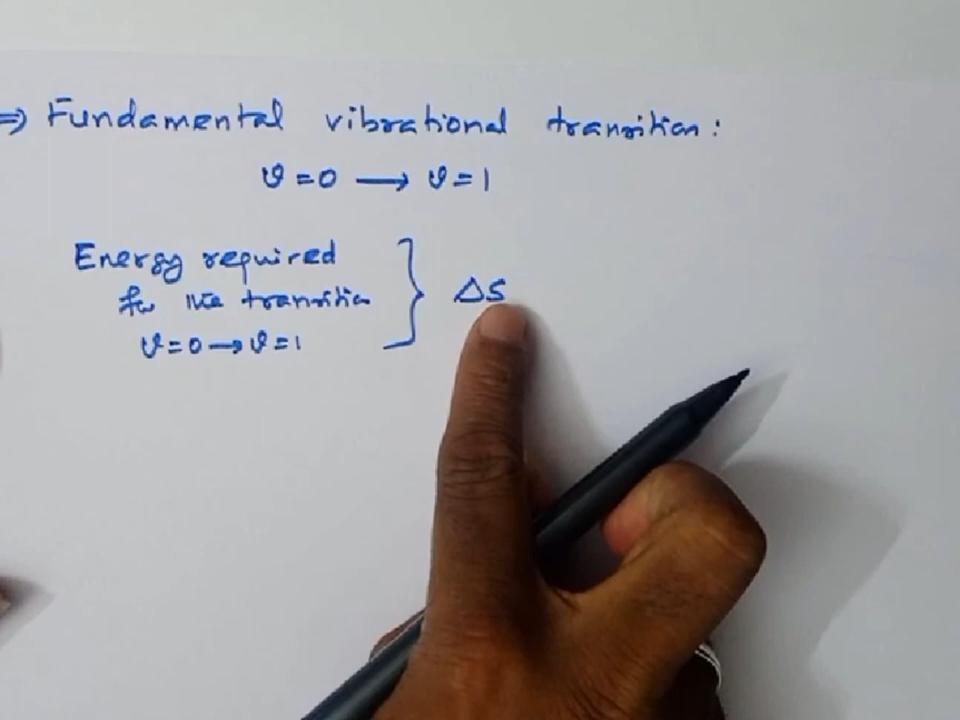 => Fundamental vibrational transition:
v=0 → v=1
Energy required
for the transition
v=0→v=1
} ΔS